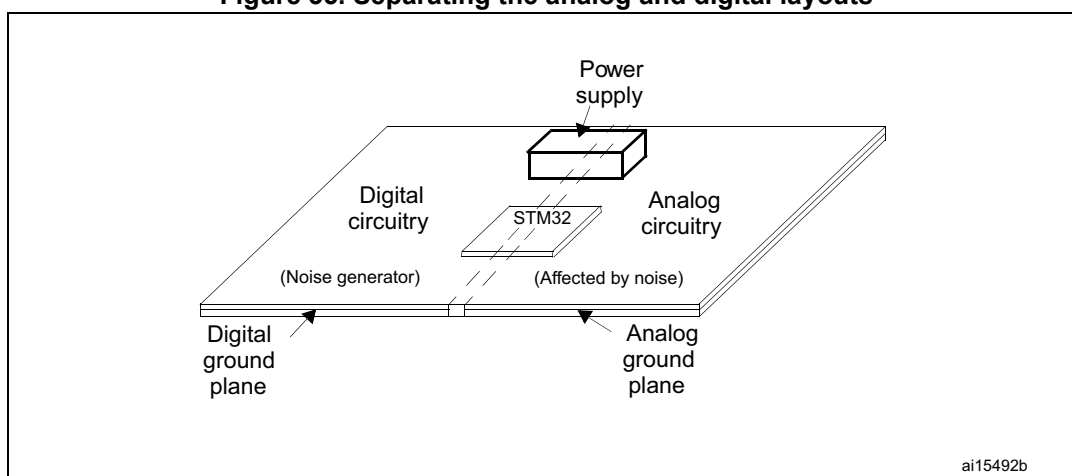 Figure Separating the analog and digital layouts
Power
supply
Digital
circuitry
STM32
Analog
circuitry
(Noise generator)
(Affected by noise)
Digital
ground
plane
Analog
ground
plane
ai15492b